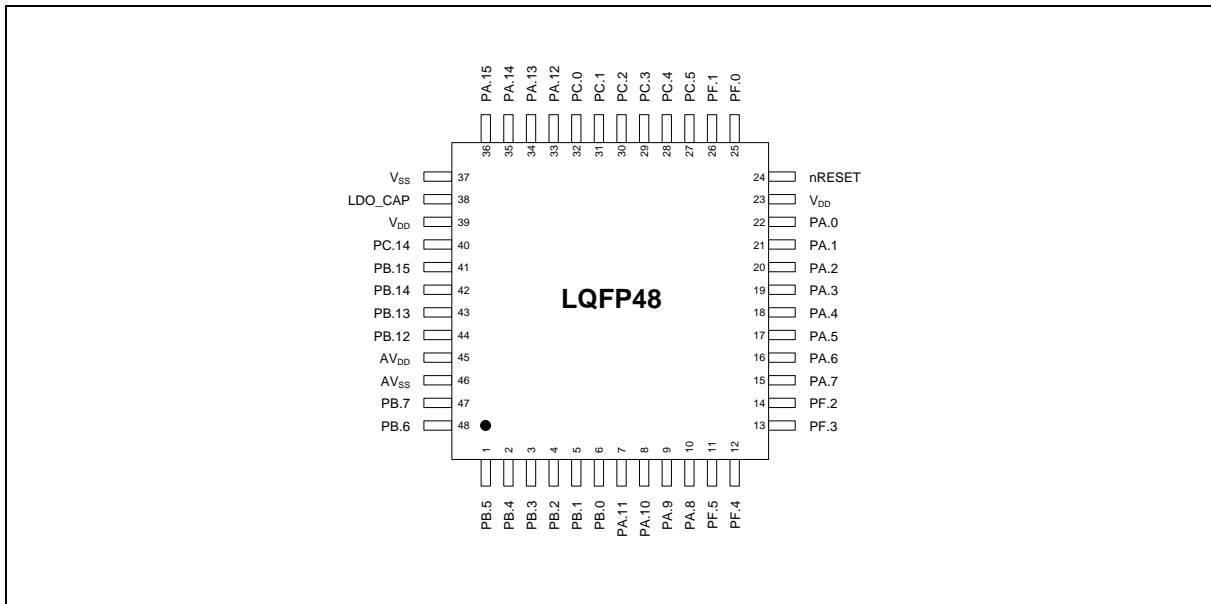 PA.15
PA.14
PA.13
PA.12
PC.0
PC.1
PC.2
PC.3
PC.4
PC.5
PF.1
PF.0
36
35
34
33
32
31
30
29
28
27
26
25
VSS 37
LDO_CAP 38
VDD 39
PC.14 40
PB.15 41
PB.14 42
PB.13 43
PB.12 44
AVDD 45
AVSS 46
PB.7 47
PB.6 48
LQFP48
24 nRESET
23 VDD
22 PA.0
21 PA.1
20 PA.2
19 PA.3
18 PA.4
17 PA.5
16 PA.6
15 PA.7
14 PF.2
13 PF.3
1
2
3
4
5
6
7
8
9
10
11
12
PB.5
PB.4
PB.3
PB.2
PB.1
PB.0
PA.11
PA.10
PA.9
PA.8
PF.5
PF.4